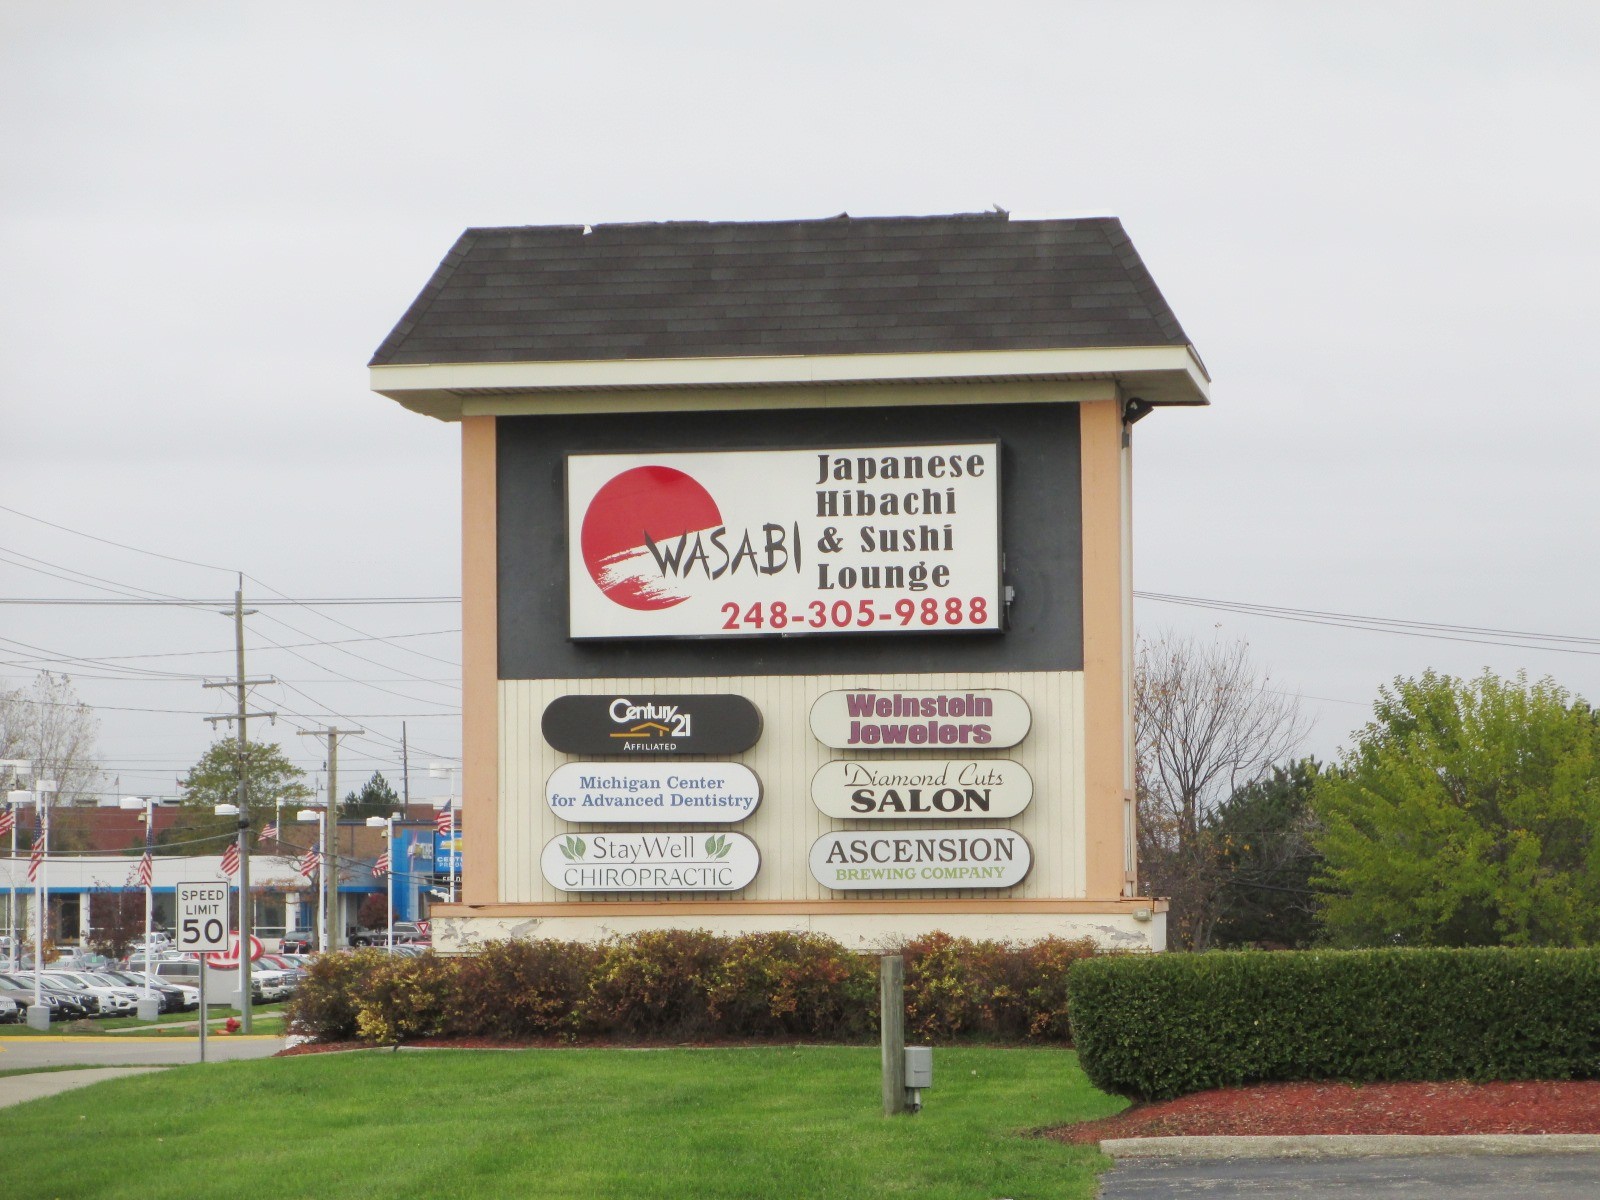 WASABI
Japanese
Hibachi
& Sushi
Lounge
248-305-9888
Century 21
AFFILIATED
Weinstein
Jewelers
Michigan Center
for Advanced Dentistry
Diamond Cuts
SALON
StayWell
CHIROPRACTIC
ASCENSION
BREWING COMPANY
SPEED
LIMIT
50